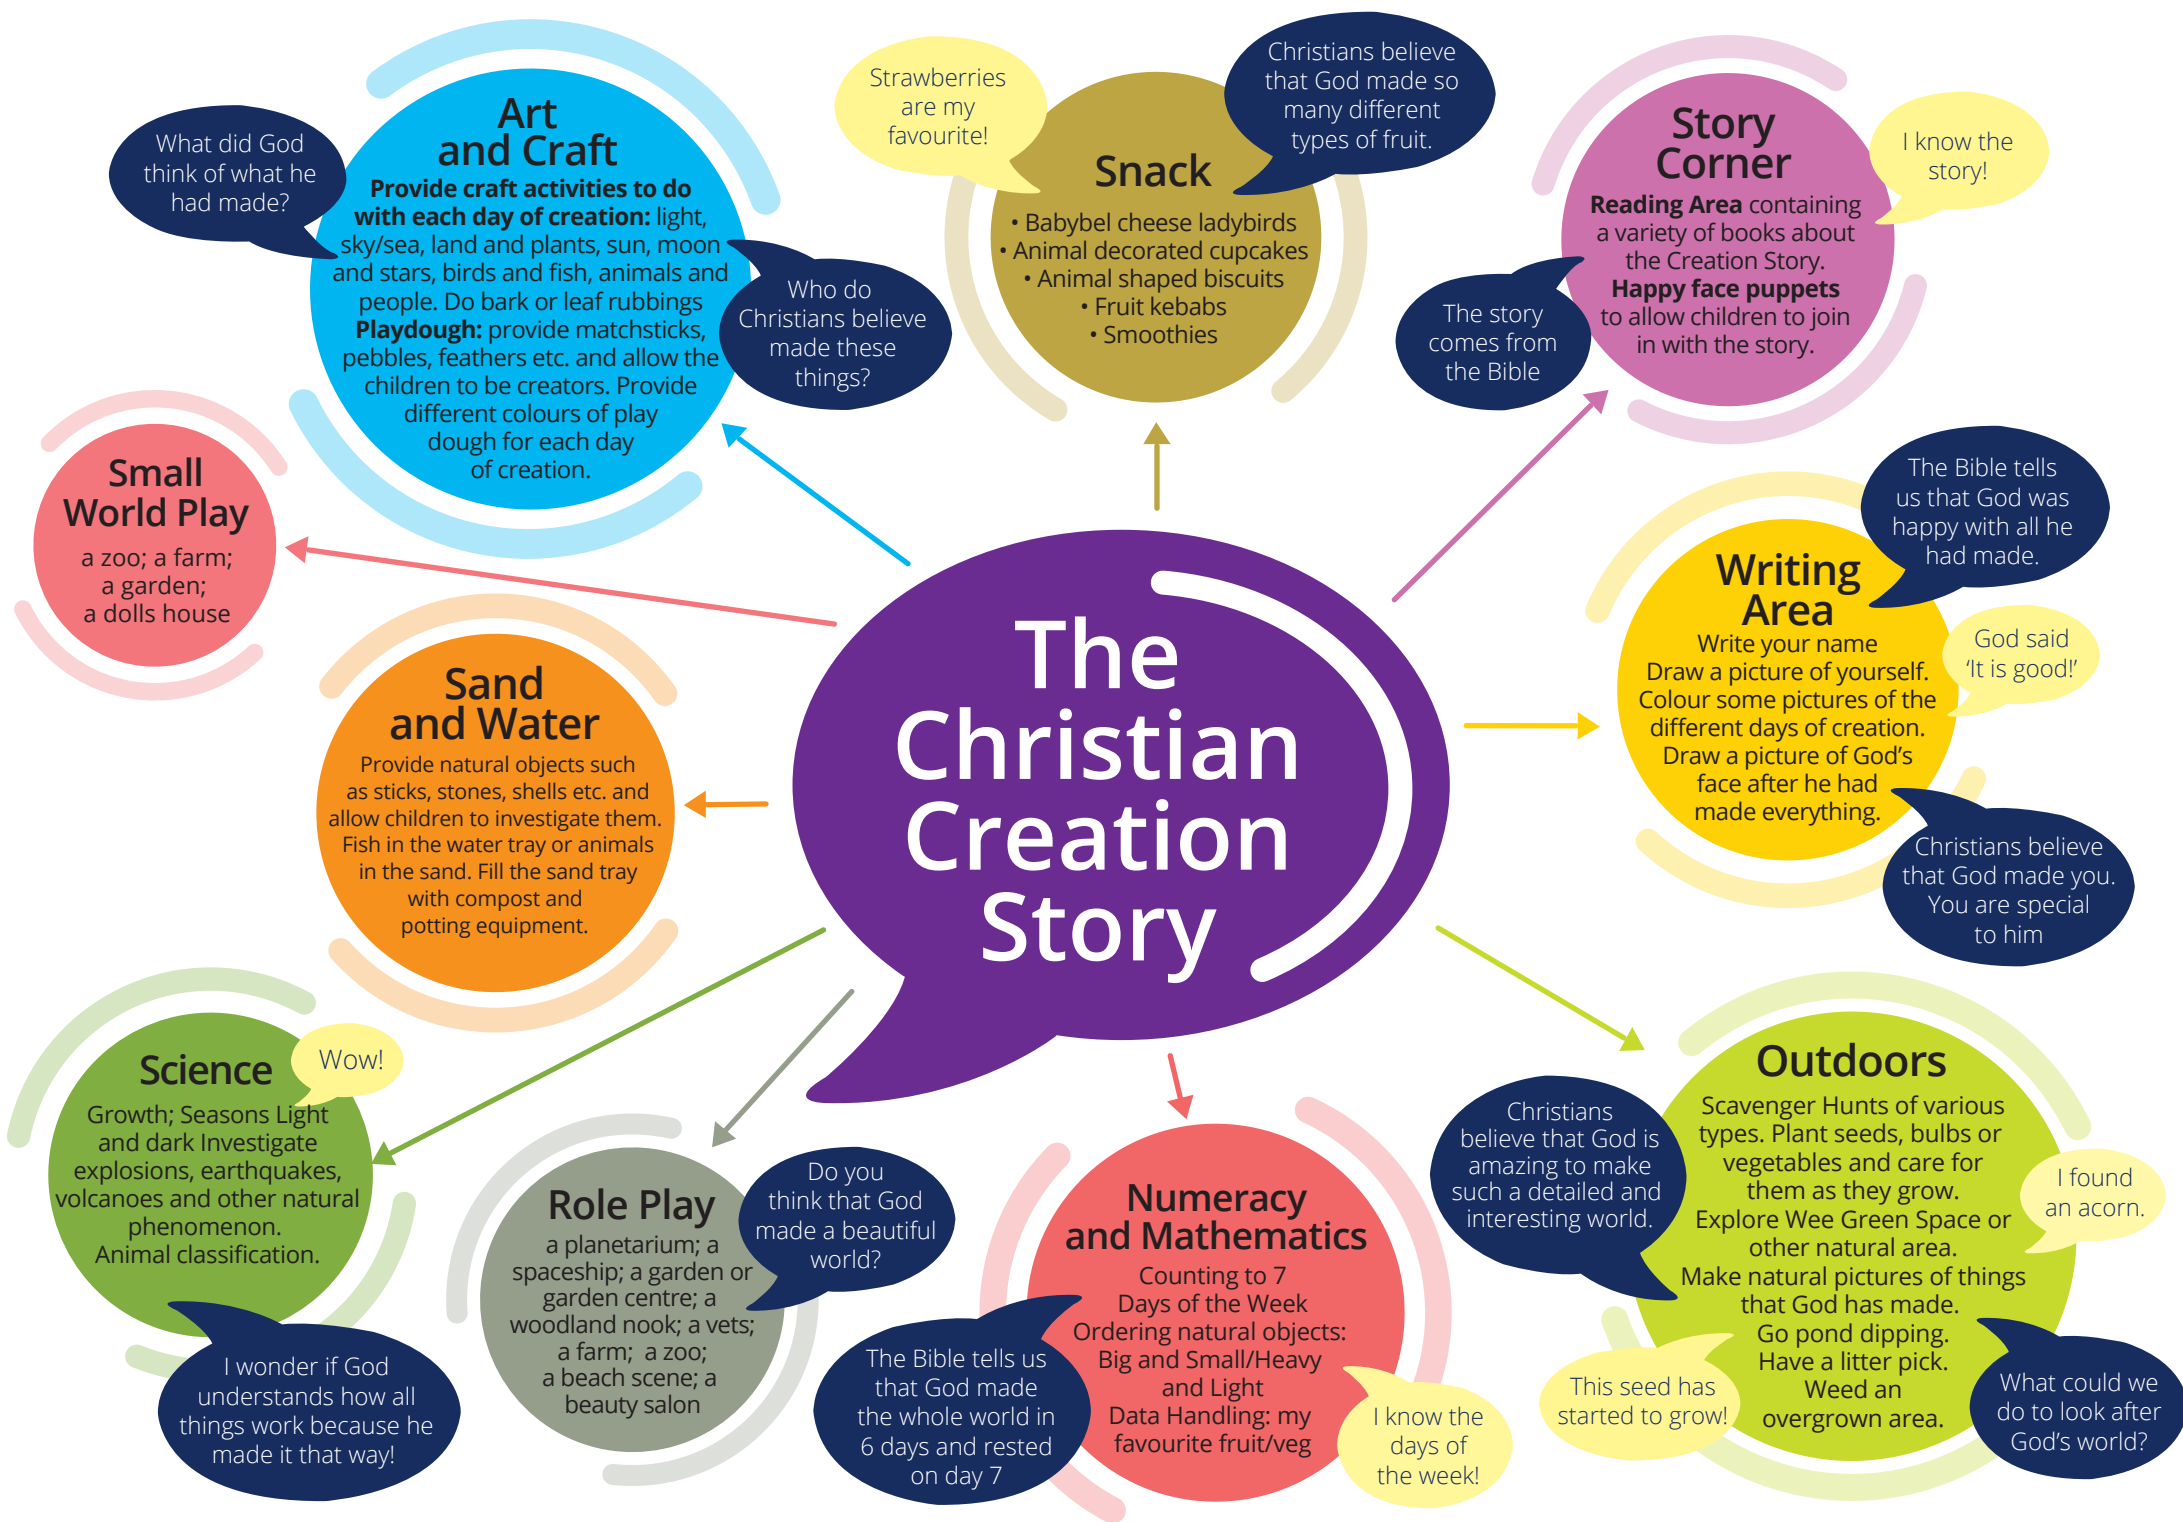 What did God
think of what he
had made?
Art
and Craft
Provide craft activities to do
with each day of creation: light,
sky/sea, land and plants, sun, moon
and stars, birds and fish, animals and
people. Do bark or leaf rubbings
Playdough: provide matchsticks,
pebbles, feathers etc. and allow the
children to be creators. Provide
different colours of play
dough for each day
of creation.
Who do
Christians believe
made these
things?
Strawberries
are my
favourite!
Christians believe
that God made so
many different
types of fruit.
Snack
• Babybel cheese ladybirds
• Animal decorated cupcakes
• Animal shaped biscuits
• Fruit kebabs
• Smoothies
Story
Corner
Reading Area containing
a variety of books about
the Creation Story.
Happy face puppets
to allow children to join
in with the story.
I know the
story!
The story
comes from
the Bible
Small
World Play
a zoo; a farm;
a garden;
a dolls house
The
Christian
Creation
Story
The Bible tells
us that God was
happy with all he
had made.
Writing
Area
Write your name
Draw a picture of yourself.
Colour some pictures of the
different days of creation.
Draw a picture of God’s
face after he had
made everything.
God said
‘It is good!’
Christians believe
that God made you.
You are special
to him
Sand
and Water
Provide natural objects such
as sticks, stones, shells etc. and
allow children to investigate them.
Fish in the water tray or animals
in the sand. Fill the sand tray
with compost and
potting equipment.
Science
Growth; Seasons Light
and dark Investigate
explosions, earthquakes,
volcanoes and other natural
phenomenon.
Animal classification.
Wow!
I wonder if God
understands how all
things work because he
made it that way!
Role Play
a planetarium; a
spaceship; a garden or
garden centre; a
woodland nook; a vets;
a farm; a zoo;
a beach scene; a
beauty salon
Do you
think that God
made a beautiful
world?
Numeracy
and Mathematics
Counting to 7
Days of the Week
Ordering natural objects:
Big and Small/Heavy
and Light
Data Handling: my
favourite fruit/veg
The Bible tells us
that God made
the whole world in
6 days and rested
on day 7
I know the
days of
the week!
Outdoors
Scavenger Hunts of various
types. Plant seeds, bulbs or
vegetables and care for
them as they grow.
Explore Wee Green Space or
other natural area.
Make natural pictures of things
that God has made.
Go pond dipping.
Have a litter pick.
Weed an
overgrown area.
Christians
believe that God is
amazing to make
such a detailed and
interesting world.
I found
an acorn.
This seed has
started to grow!
What could we
do to look after
God’s world?